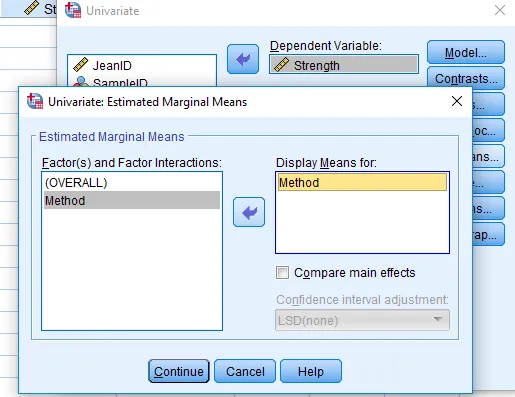 St
Univariate
Dependent Variable:
JeanID
Strength
Model...
SampleID
Contrasts...
Univariate: Estimated Marginal Means
s...
oc...
ans...
e...
ns...
rap...
Estimated Marginal Means
Factor(s) and Factor Interactions:
Display Means for:
(OVERALL)
Method
Method
Compare main effects
Confidence interval adjustment:
LSD(none)
Continue
Cancel
Help